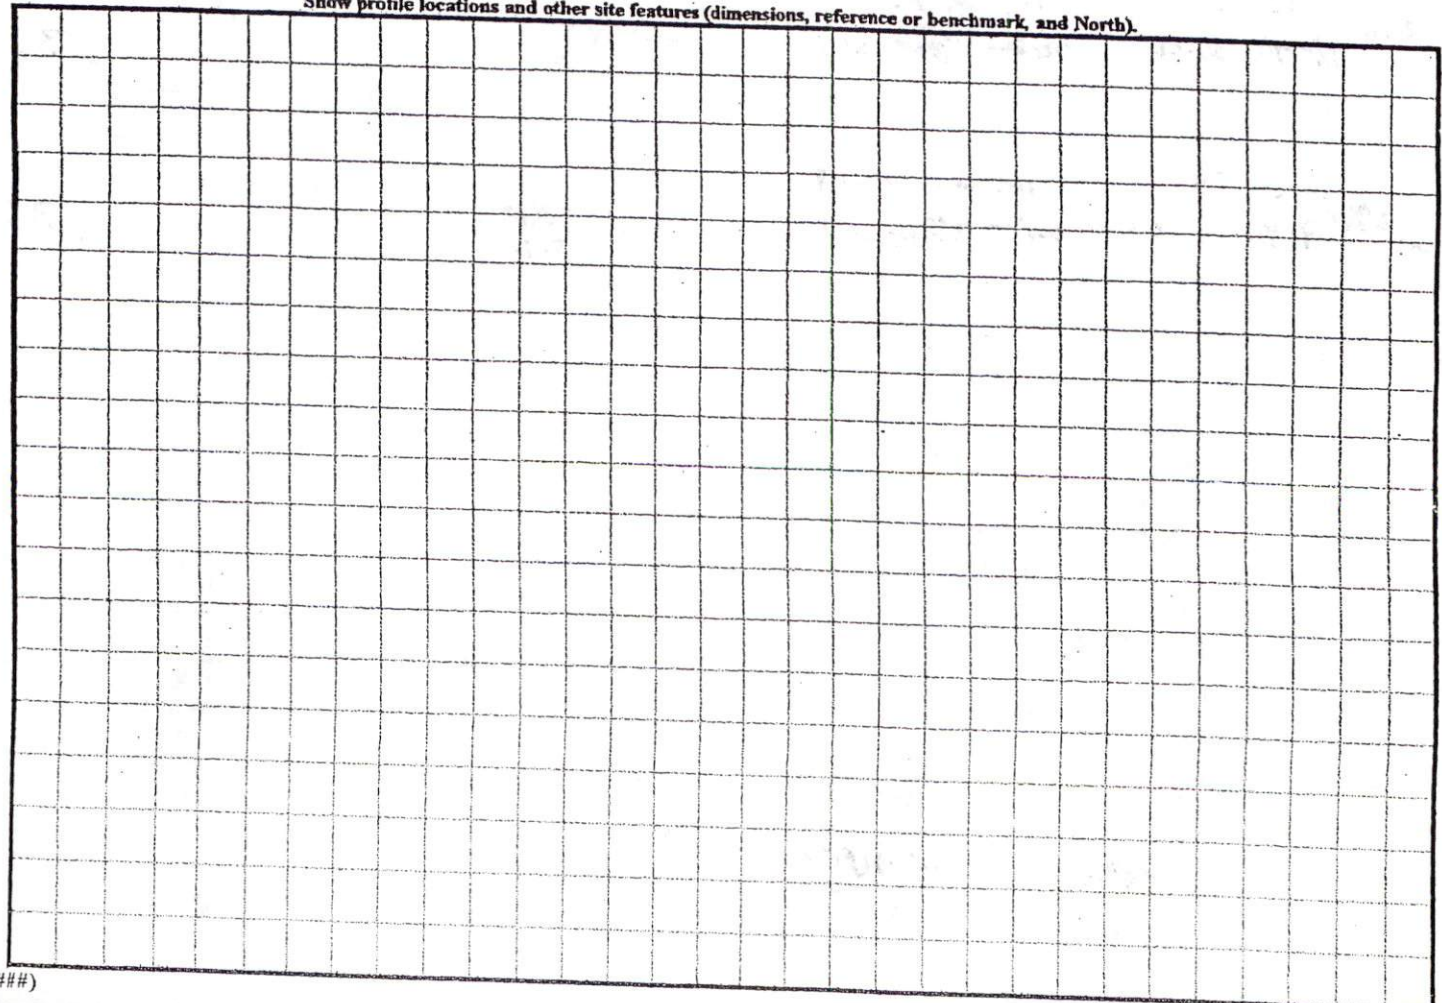 Show profile locations and other site features (dimensions, reference or benchmark, and North).
###)